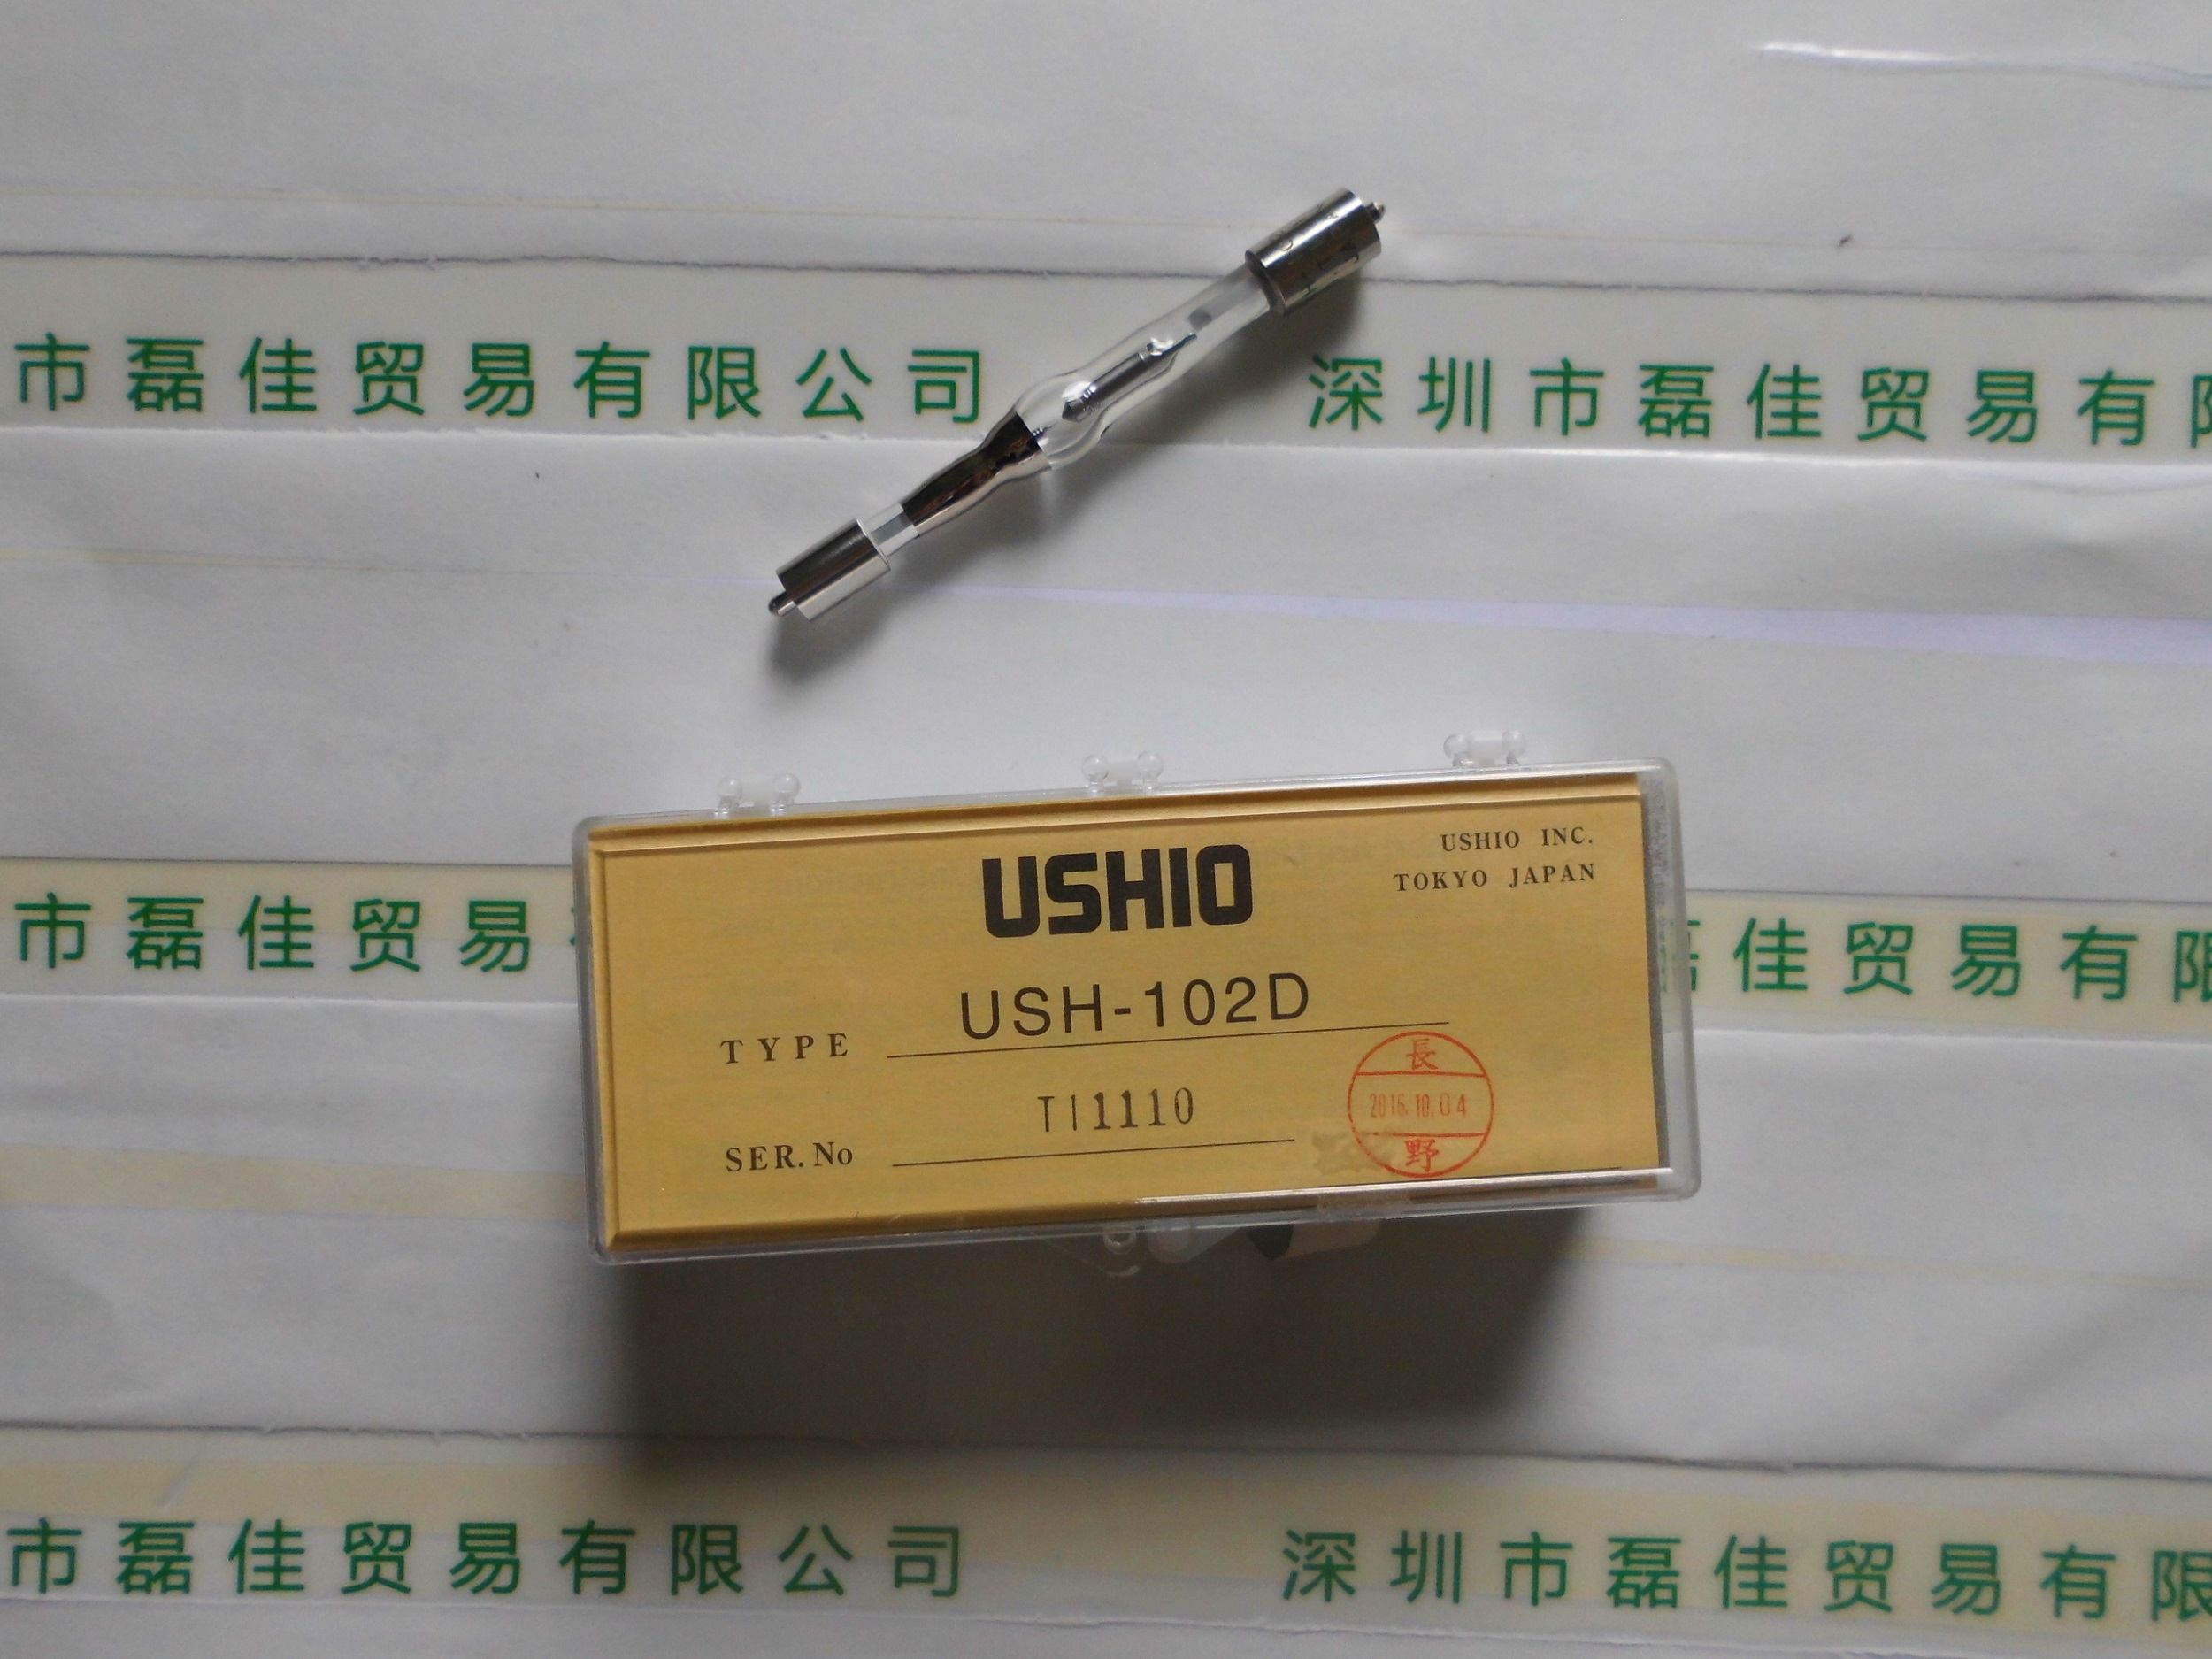 市磊佳贸易有限公司 深圳市磊佳贸易有限
市磊佳贸易 佳贸易有限
USHIO
USHIO INC.
TOKYO JAPAN
TYPE USH-102D
SER. No TI1110
長
2016.10.04
野
市磊佳贸易有限公司 深圳市磊佳贸易有限